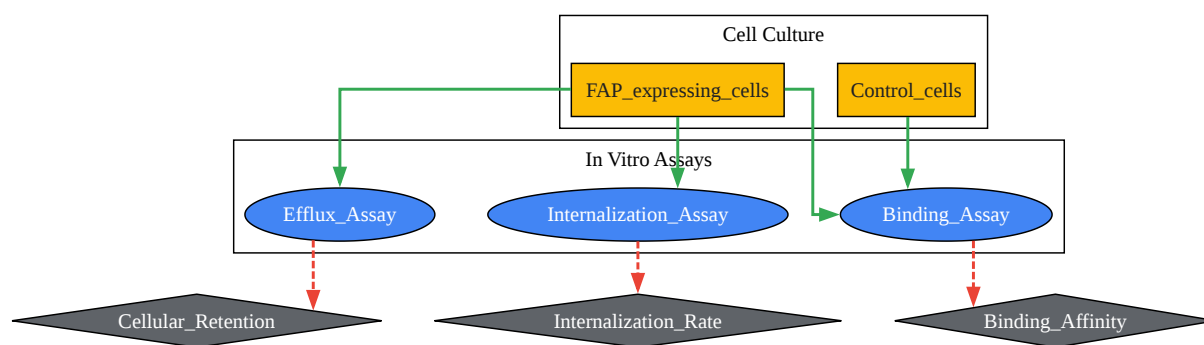 Cell Culture
FAP_expressing_cells
Control_cells
In Vitro Assays
Efflux_Assay
Internalization_Assay
Binding_Assay
Cellular_Retention
Internalization_Rate
Binding_Affinity